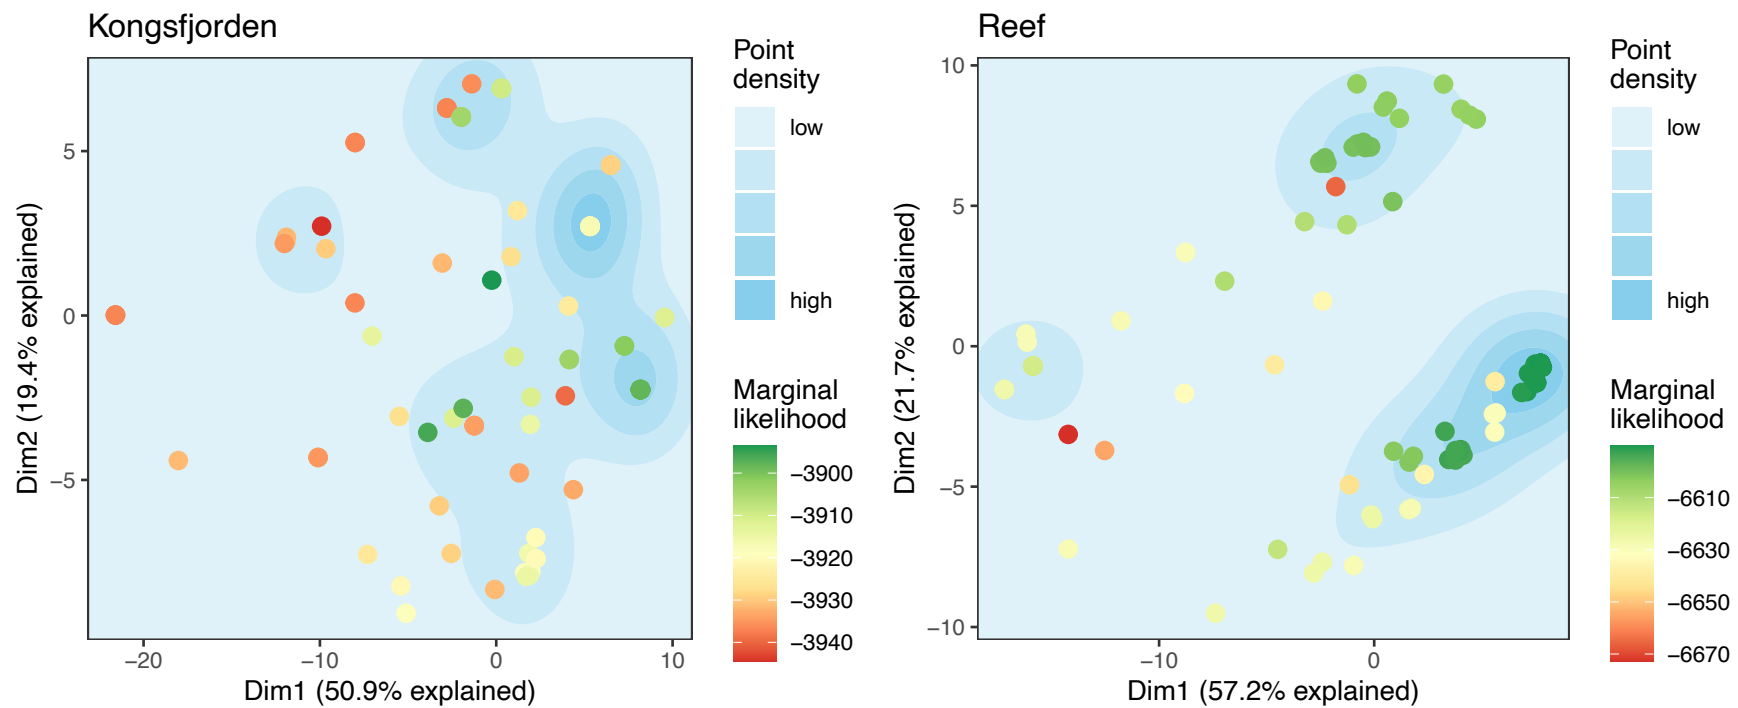 Kongsfjorden
5
0
−5
−20
−10
0
10
Dim1 (50.9% explained)
Dim2 (19.4% explained)
Point
density
low
high
Marginal
likelihood
−3900
−3910
−3920
−3930
−3940
Reef
10
5
0
−5
−10
−10
0
Dim1 (57.2% explained)
Dim2 (21.7% explained)
Point
density
low
high
Marginal
likelihood
−6610
−6630
−6650
−6670